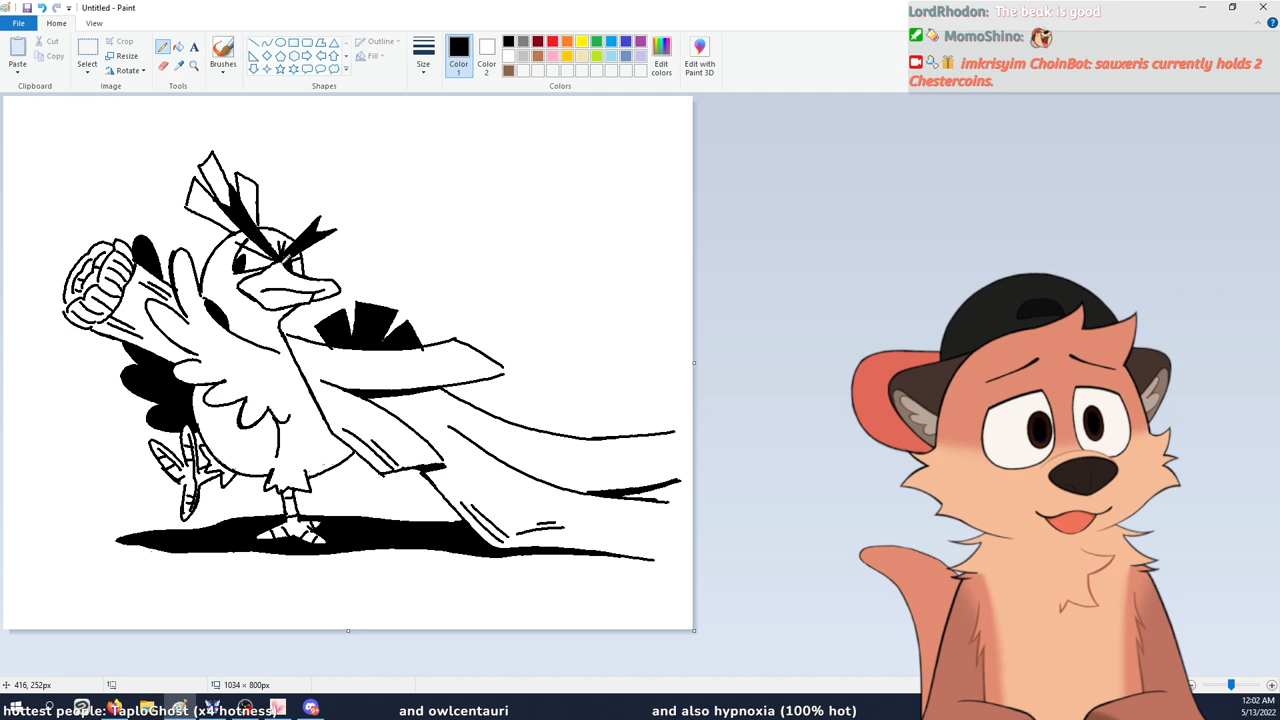 Untitled - Paint
File
Home
View
LordRhodon: The beak is good
MomoShino:
imkrisyim ChoinBot: sauxeris currently holds 2
Chestercoins.
Paste
Cut
Copy
Clipboard
Select
Crop
Resize
Rotate
Image
A
Tools
Brushes
Shapes
Outline
Fill
Size
Color
1
Color
2
Colors
Edit
colors
Edit with
Paint 3D
416, 252px
1034 × 800px
12:02 AM
5/13/2022
hottest people: TaploGhost (x4 hotness)
and owlcentauri
and also hypnoxia (100% hot)